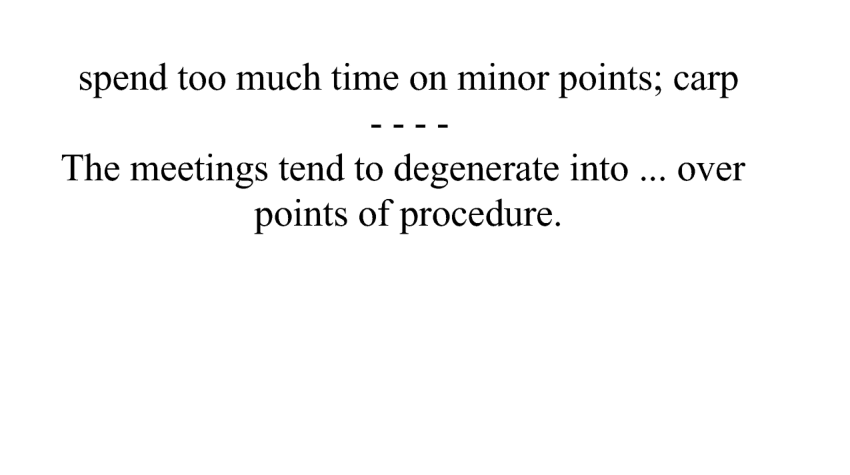 spend too much time on minor points; carp
- - - -
The meetings tend to degenerate into ... over
points of procedure.